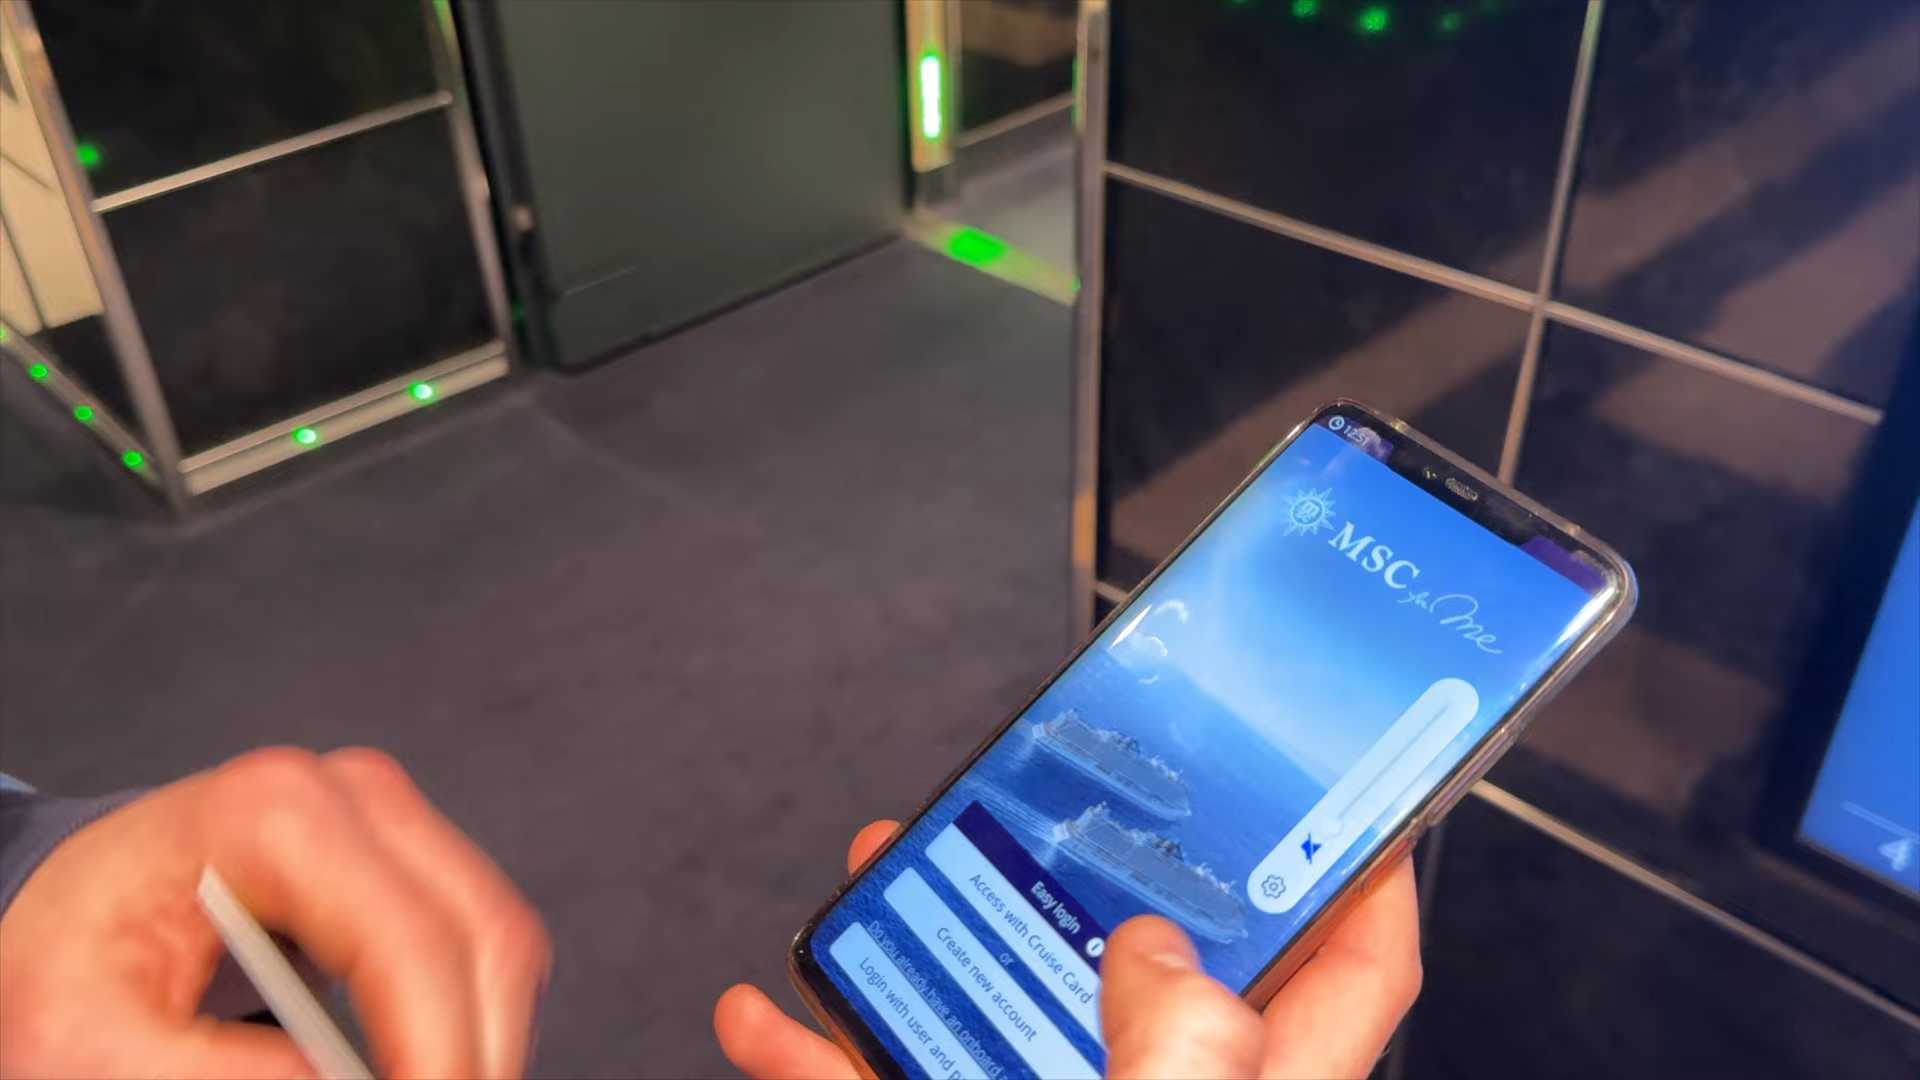 12:51
MSC for Me
Easy login
Access with Cruise Card
or
Create new account
Do you already have an onboard
Login with user and
4